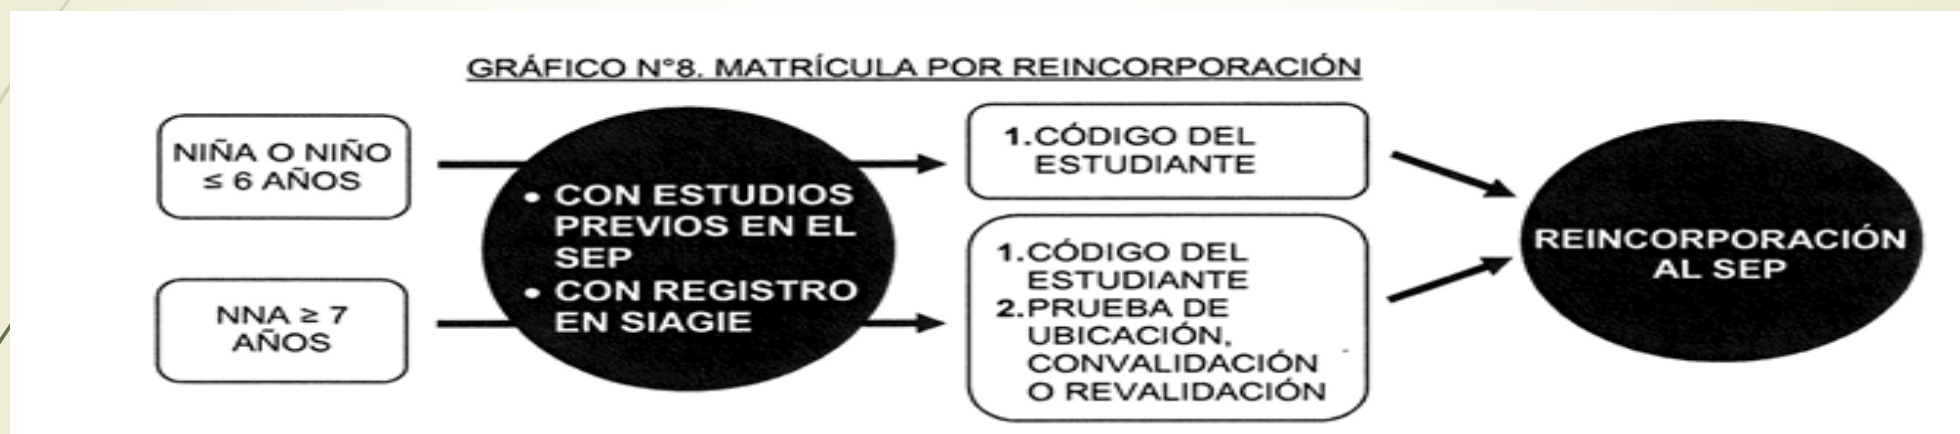 GRÁFICO N°8. MATRÍCULA POR REINCORPORACIÓN
NIÑA O NIÑO
≤ 6 AÑOS
NNA ≥ 7
AÑOS
• CON ESTUDIOS
PREVIOS EN EL
SEP
• CON REGISTRO
EN SIAGIE
1.CÓDIGO DEL
ESTUDIANTE
1.CÓDIGO DEL
ESTUDIANTE
2.PRUEBA DE
UBICACIÓN,
CONVALIDACIÓN
O REVALIDACIÓN
REINCORPORACIÓN
AL SEP